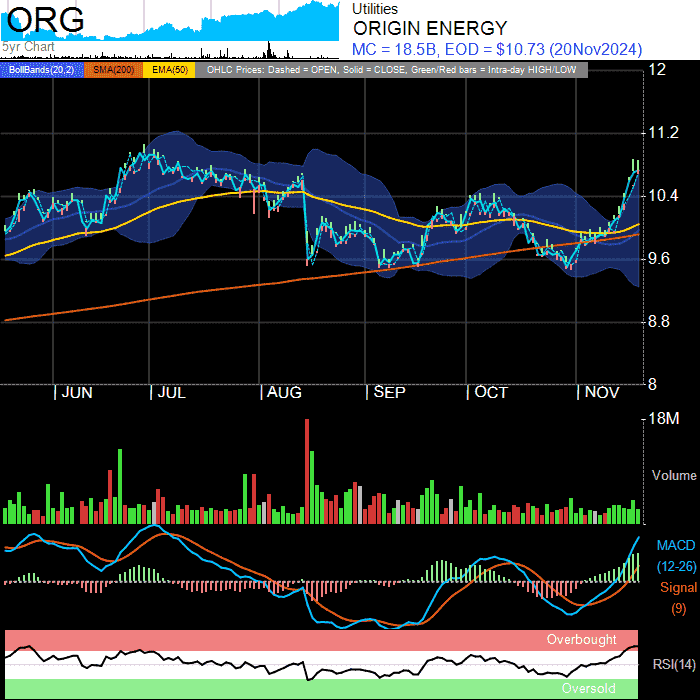 ORG
5yr Chart
Utilities
ORIGIN ENERGY
MC = 18.5B, EOD = $10.73 (20Nov2024)
BollBands(20,2) SMA(200) EMA(50) OHLC Prices: Dashed = OPEN, Solid = CLOSE, Green/Red bars = Intra-day HIGH/LOW
12
11.2
10.4
9.6
8.8
8
JUN JUL AUG SEP OCT NOV
18M
Volume
MACD
(12-26)
Signal
(9)
Overbought
RSI(14)
Oversold